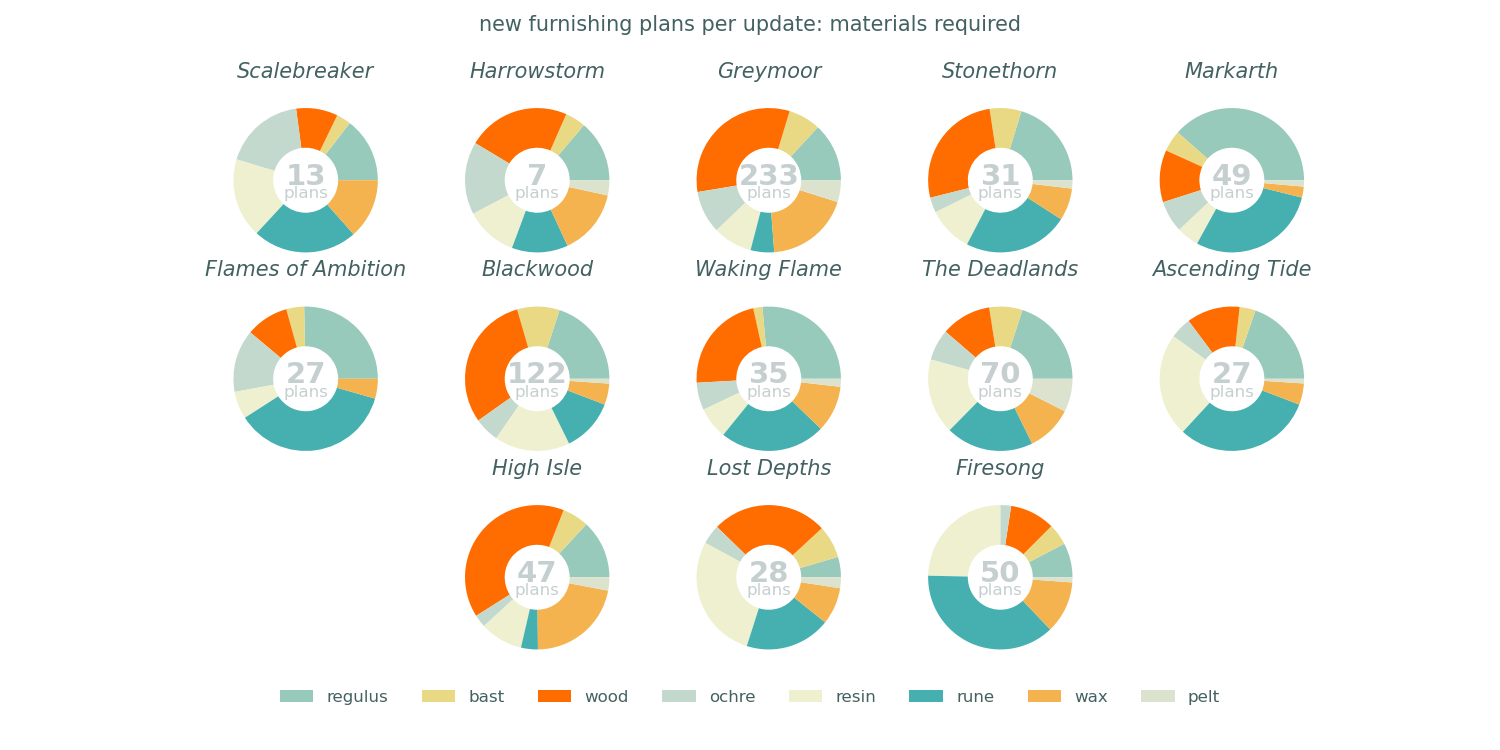 new furnishing plans per update: materials required
Scalebreaker
Harrowstorm
Greymoor
Stonethorn
Markarth
13
plans
7
plans
233
plans
31
plans
49
plans
Flames of Ambition
Blackwood
Waking Flame
The Deadlands
Ascending Tide
27
plans
122
plans
35
plans
70
plans
27
plans
High Isle
Lost Depths
Firesong
47
plans
28
plans
50
plans
regulus
bast
wood
ochre
resin
rune
wax
pelt